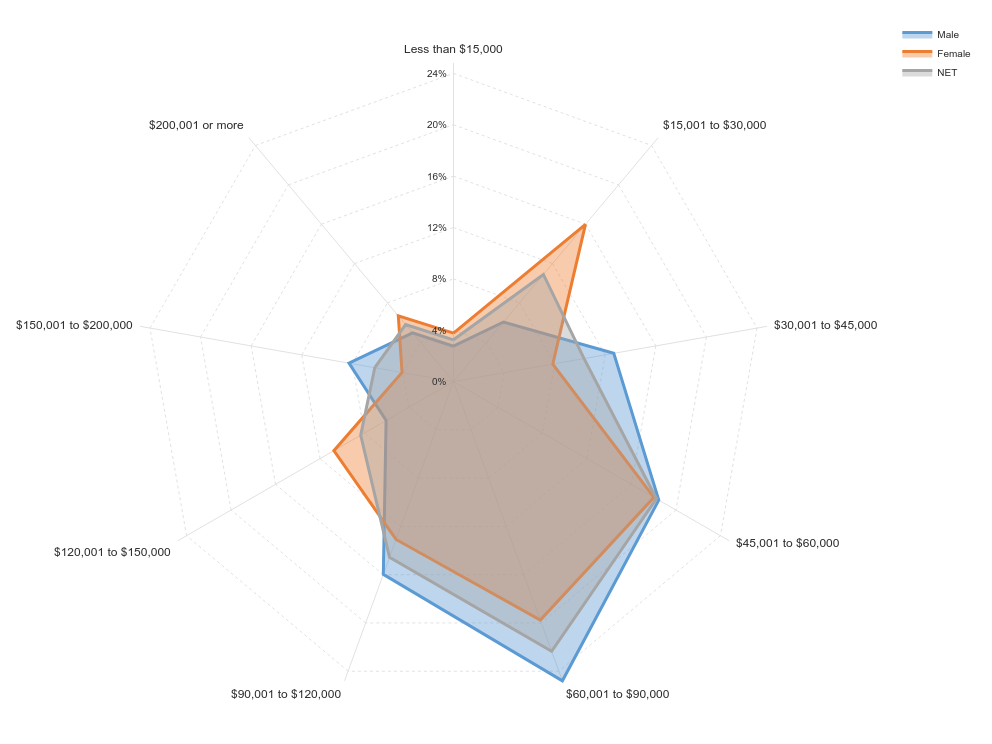 Male
Female
NET
Less than $15,000
24%
20%
16%
12%
8%
4%
0%
$15,001 to $30,000
$30,001 to $45,000
$45,001 to $60,000
$60,001 to $90,000
$90,001 to $120,000
$120,001 to $150,000
$150,001 to $200,000
$200,001 or more